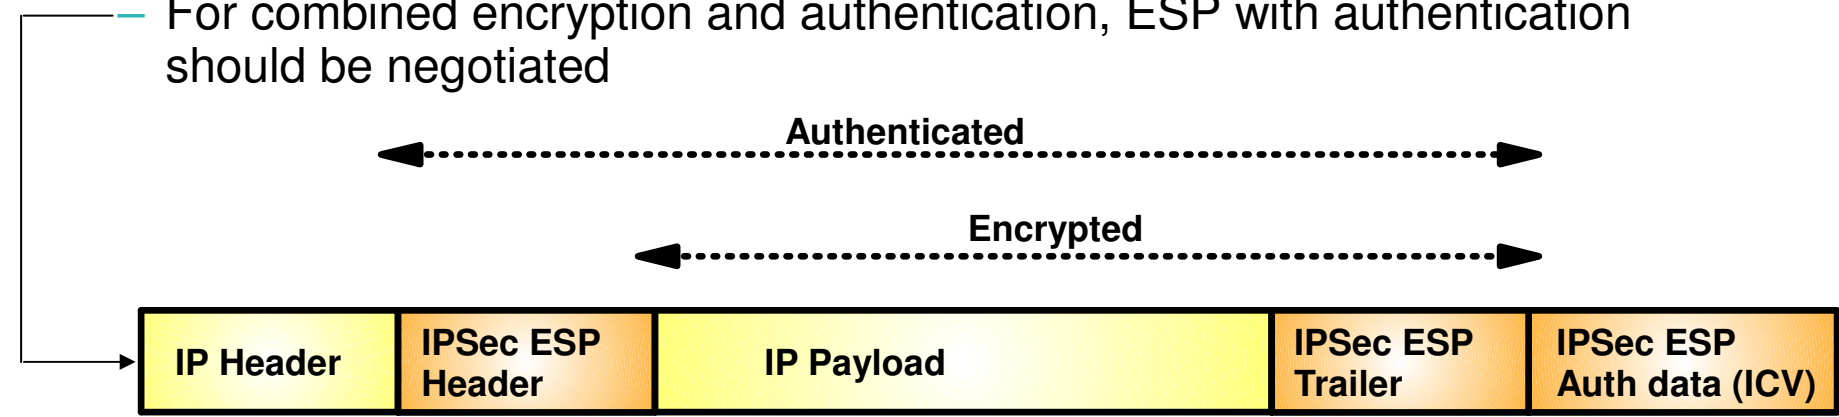 – For combined encryption and authentication, ESP with authentication
should be negotiated
Authenticated
Encrypted
IP Header
IPSec ESP
Header
IP Payload
IPSec ESP
Trailer
IPSec ESP
Auth data (ICV)